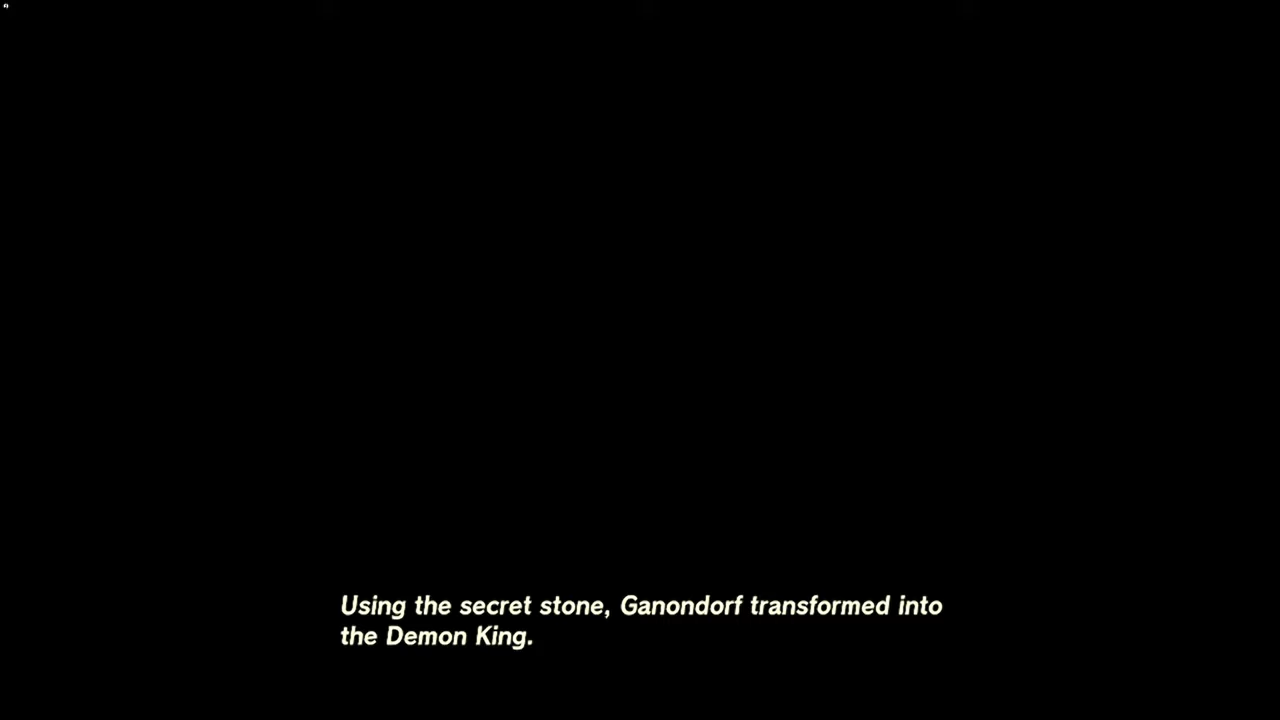 Using the secret stone, Ganondorf transformed into
the Demon King.